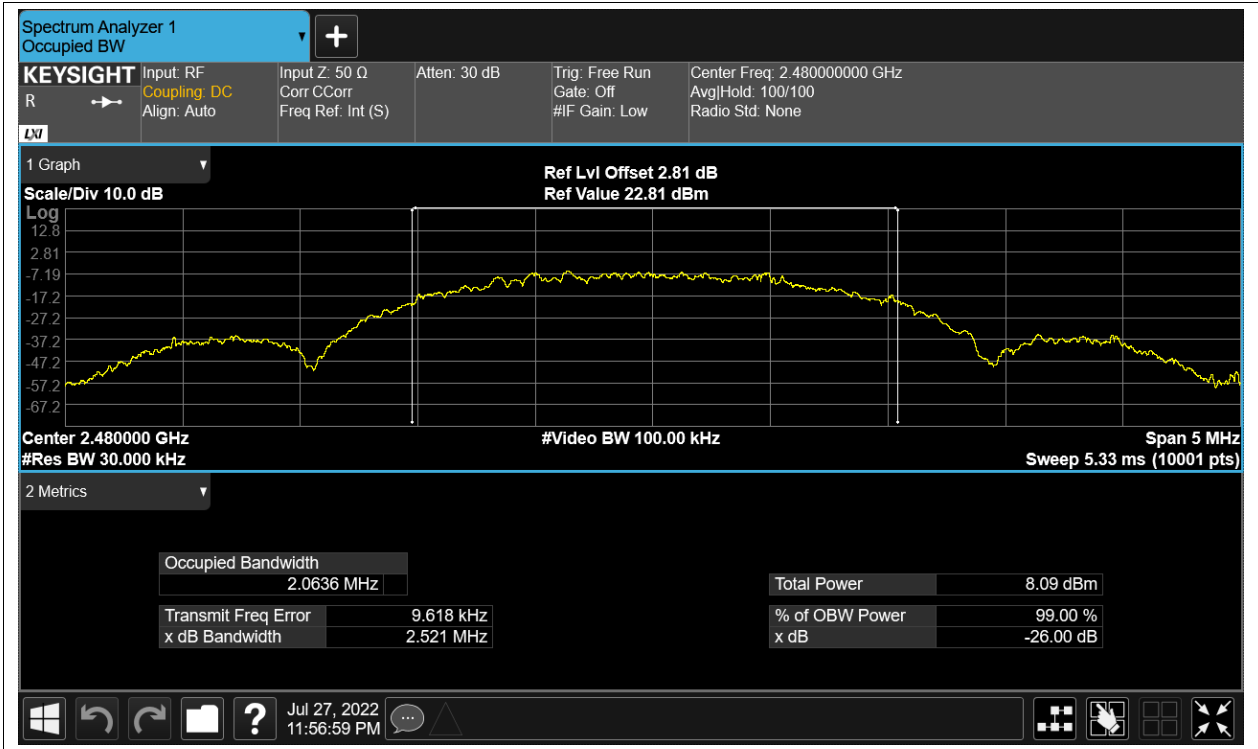 Spectrum Analyzer 1
Occupied BW
▼
+
KEYSIGHT
R
LXI
Input: RF
Coupling: DC
Align: Auto
Input Z: 50 Ω
Corr CCorr
Freq Ref: Int (S)
Atten: 30 dB
Trig: Free Run
Gate: Off
#IF Gain: Low
Center Freq: 2.480000000 GHz
Avg|Hold: 100/100
Radio Std: None
1 Graph ▼
Scale/Div 10.0 dB
Ref Lvl Offset 2.81 dB
Ref Value 22.81 dBm
Log
12.8
2.81
-7.19
-17.2
-27.2
-37.2
-47.2
-57.2
-67.2
Center 2.480000 GHz
#Res BW 30.000 kHz
#Video BW 100.00 kHz
Span 5 MHz
Sweep 5.33 ms (10001 pts)
2 Metrics ▼
Occupied Bandwidth
2.0636 MHz
Transmit Freq Error 9.618 kHz
x dB Bandwidth 2.521 MHz
Total Power 8.09 dBm
% of OBW Power 99.00 %
x dB -26.00 dB
?
Jul 27, 2022
11:56:59 PM